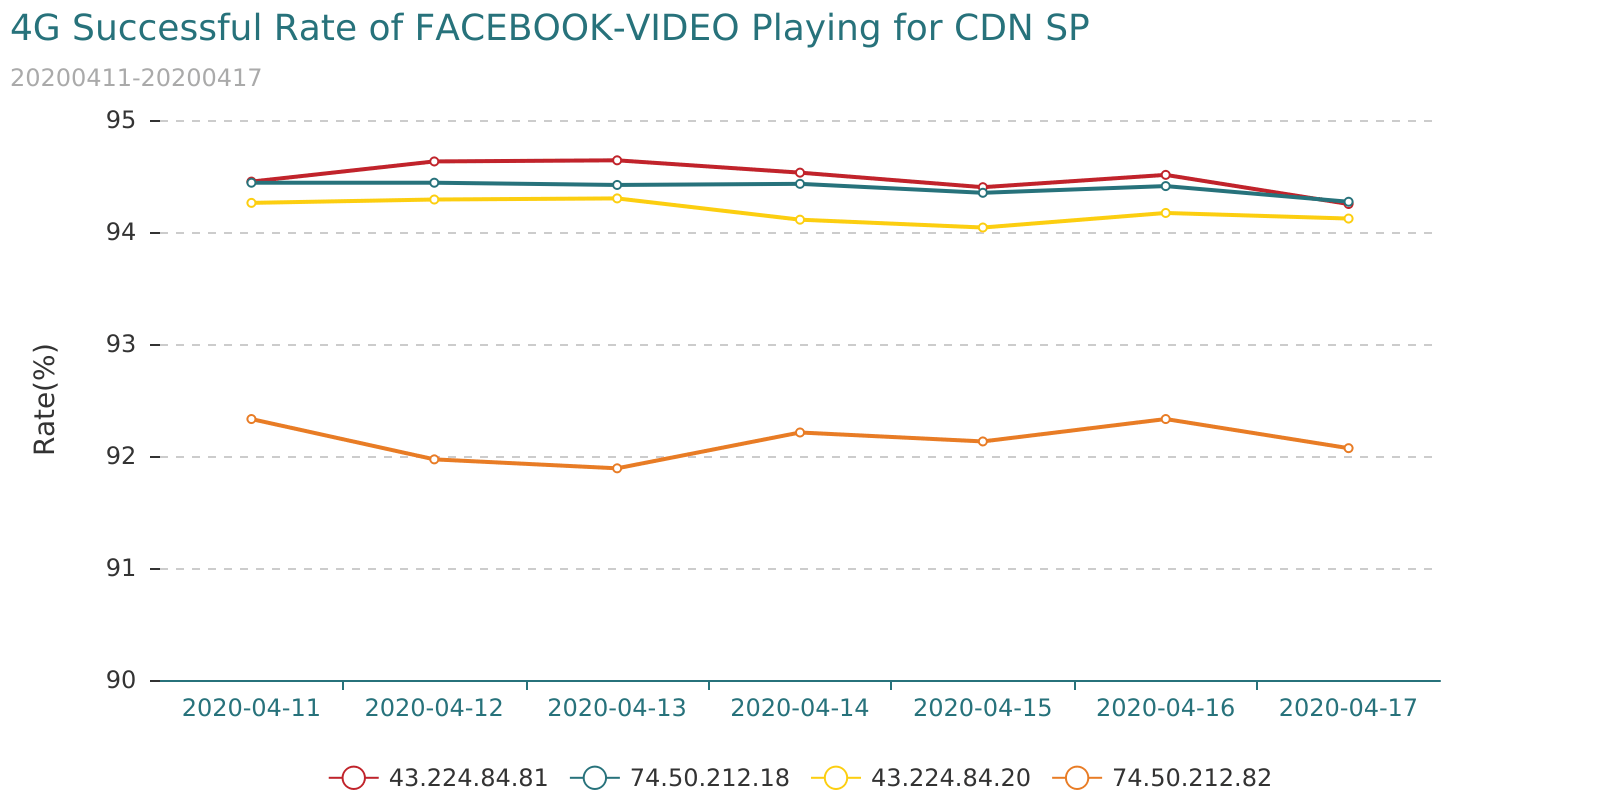 4G Successful Rate of FACEBOOK-VIDEO Playing for CDN SP
20200411-20200417
95
94
93
92
91
90
Rate(%)
2020-04-11 2020-04-12 2020-04-13 2020-04-14 2020-04-15 2020-04-16 2020-04-17
43.224.84.81 74.50.212.18 43.224.84.20 74.50.212.82